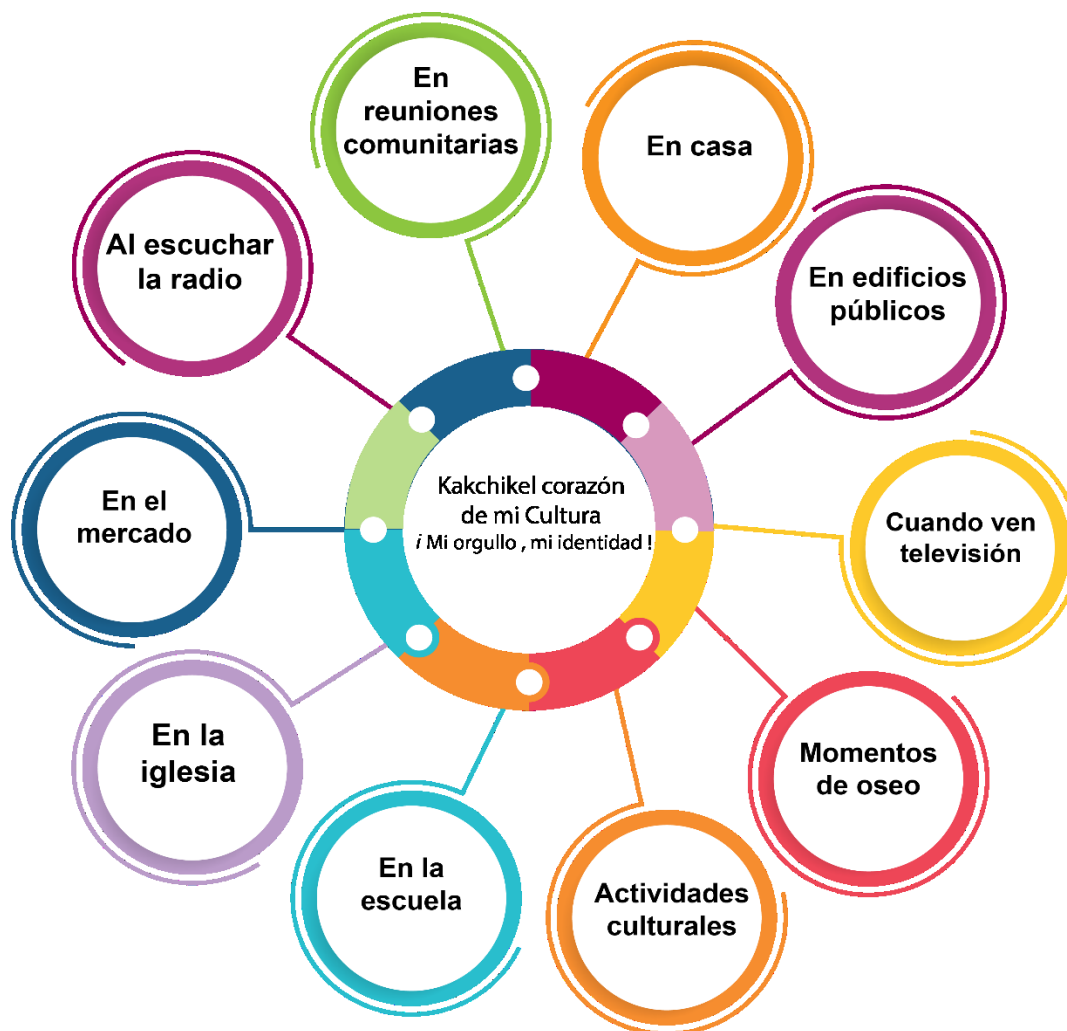 En
reuniones
comunitarias
En casa
Al escuchar
la radio
En edificios
públicos
Kakchikel corazón
de mi Cultura
¡ Mi orgullo , mi identidad !
En el
mercado
Cuando ven
televisión
En la
iglesia
Momentos
de oseo
En la
escuela
Actividades
culturales